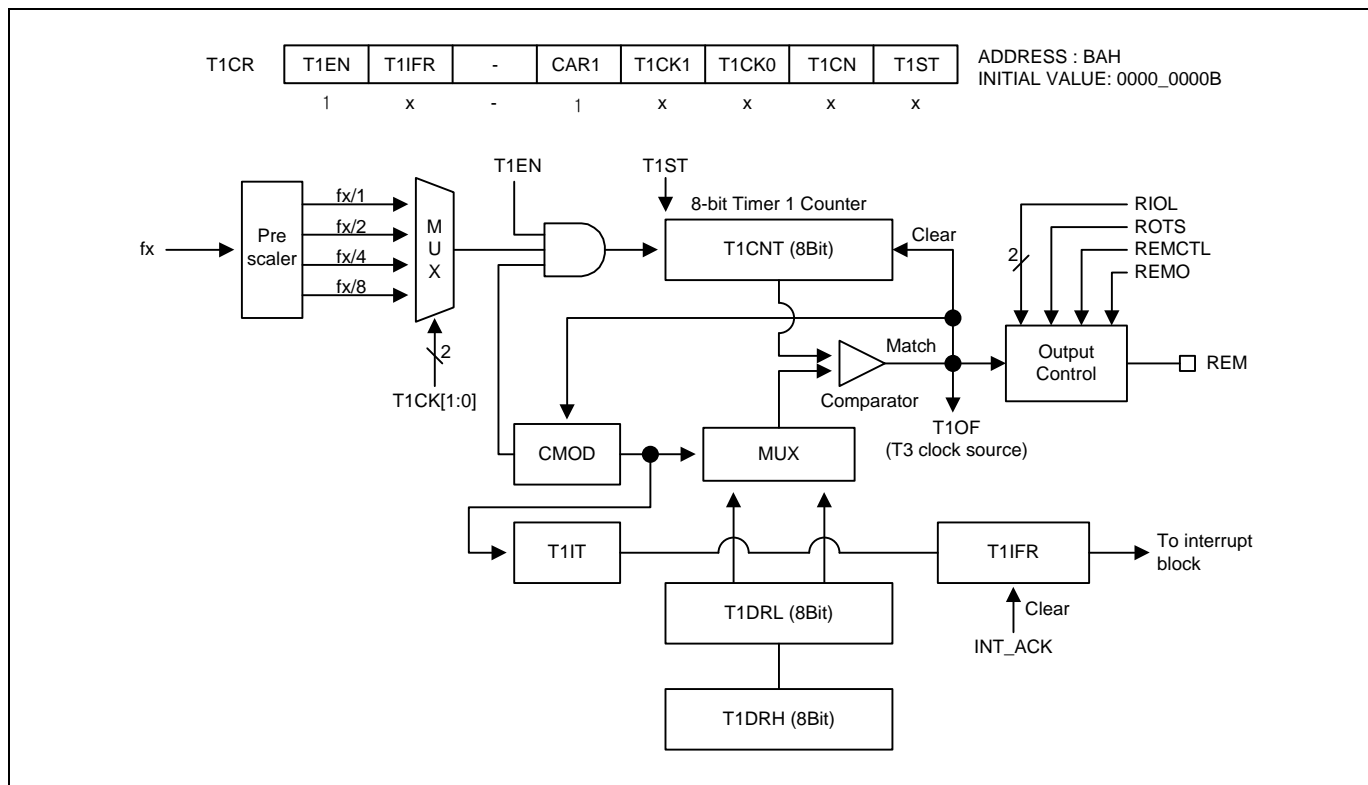 T1CR T1EN T1IFR - CAR1 T1CK1 T1CK0 T1CN T1ST ADDRESS : BAH
INITIAL VALUE: 0000_0000B
1 x - 1 x x x x
T1EN T1ST
8-bit Timer 1 Counter
fx
Pre
scaler
fx/1
fx/2
fx/4
fx/8
M
U
X
2
T1CK[1:0]
T1CNT (8Bit)
Clear
RIOL
ROTS
REMCTL
REMO
2
Match
Comparator
Output
Control
REM
T1OF
(T3 clock source)
CMOD
MUX
T1IT
T1IFR
To interrupt
block
Clear
INT_ACK
T1DRL (8Bit)
T1DRH (8Bit)